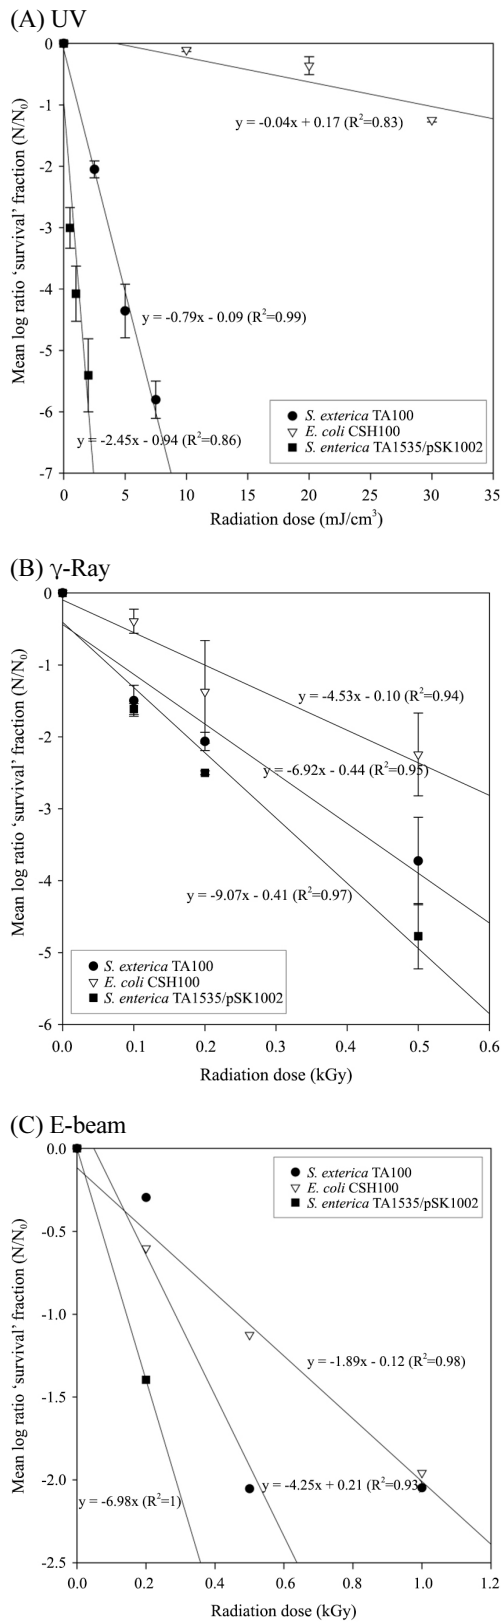 (A) UV
0
-1
-2
-3
-4
-5
-6
-7
Mean log ratio ‘survival’ fraction (N/N0)
y = -0.04x + 0.17 (R²=0.83)
y = -0.79x - 0.09 (R²=0.99)
y = -2.45x - 0.94 (R²=0.86)
S. exterica TA100
E. coli CSH100
S. enterica TA1535/pSK1002
0 5 10 15 20 25 30 35
Radiation dose (mJ/cm³)
(B) γ-Ray
0
-1
-2
-3
-4
-5
-6
Mean log ratio ‘survival’ fraction (N/N0)
y = -4.53x - 0.10 (R²=0.94)
y = -6.92x - 0.44 (R²=0.95)
y = -9.07x - 0.41 (R²=0.97)
S. exterica TA100
E. coli CSH100
S. enterica TA1535/pSK1002
0.0 0.1 0.2 0.3 0.4 0.5 0.6
Radiation dose (kGy)
(C) E-beam
0.0
-0.5
-1.0
-1.5
-2.0
-2.5
Mean log ratio ‘survival’ fraction (N/N0)
S. exterica TA100
E. coli CSH100
S. enterica TA1535/pSK1002
y = -1.89x - 0.12 (R²=0.98)
y = -4.25x + 0.21 (R²=0.93)
y = -6.98x (R²=1)
0.0 0.2 0.4 0.6 0.8 1.0 1.2
Radiation dose (kGy)